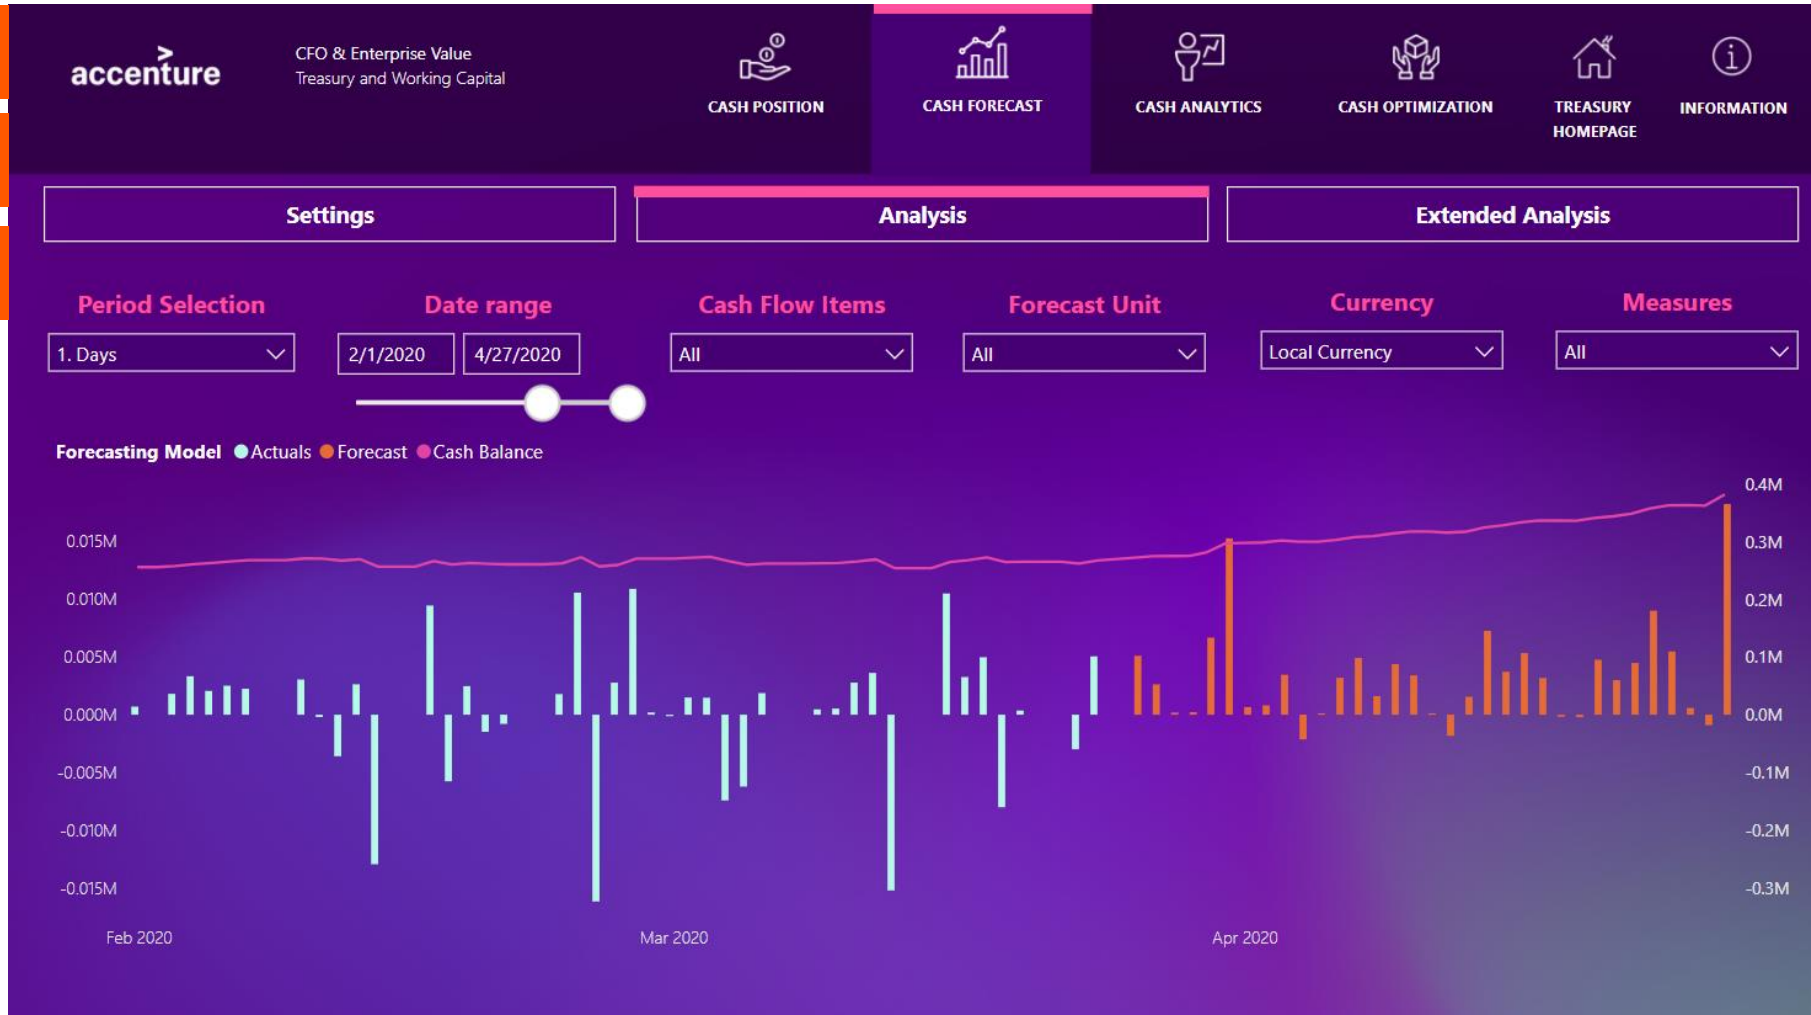 accenture
CFO & Enterprise Value
Treasury and Working Capital
CASH POSITION
CASH FORECAST
CASH ANALYTICS
CASH OPTIMIZATION
TREASURY
HOMEPAGE
INFORMATION
Settings
Analysis
Extended Analysis
Period Selection
Date range
Cash Flow Items
Forecast Unit
Currency
Measures
1. Days
2/1/2020
4/27/2020
All
All
Local Currency
All
Forecasting Model Actuals Forecast Cash Balance
0.015M
0.010M
0.005M
0.000M
-0.005M
-0.010M
-0.015M
0.4M
0.3M
0.2M
0.1M
0.0M
-0.1M
-0.2M
-0.3M
Feb 2020
Mar 2020
Apr 2020